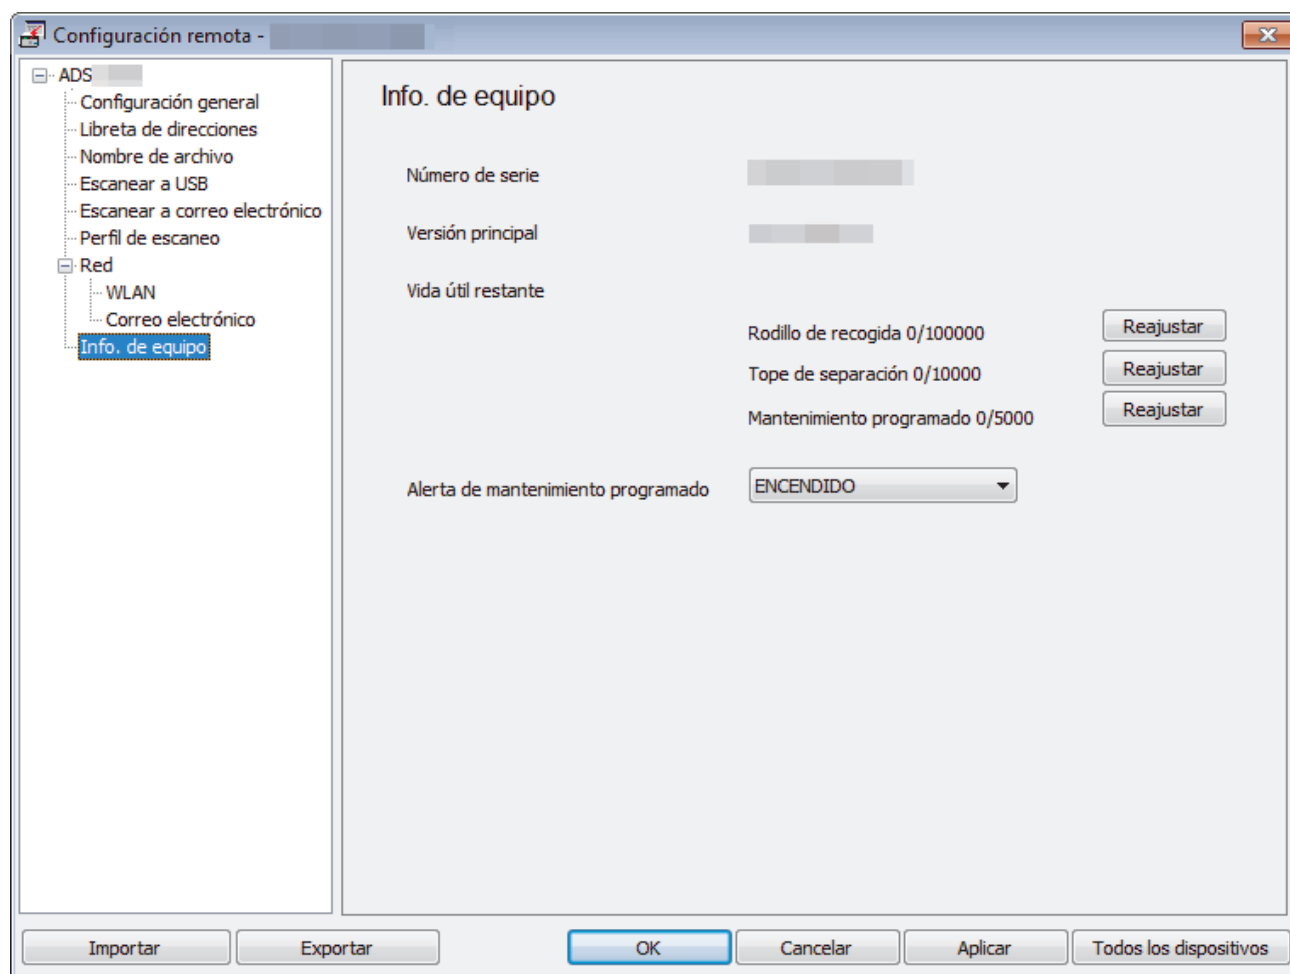 Configuración remota -
ADS
Configuración general
Libreta de direcciones
Nombre de archivo
Escanear a USB
Escanear a correo electrónico
Perfil de escaneo
Red
WLAN
Correo electrónico
Info. de equipo
Info. de equipo
Número de serie
Versión principal
Vida útil restante
Rodillo de recogida 0/100000 Reajustar
Tope de separación 0/10000 Reajustar
Mantenimiento programado 0/5000 Reajustar
Alerta de mantenimiento programado ENCENDIDO
Importar Exportar OK Cancelar Aplicar Todos los dispositivos